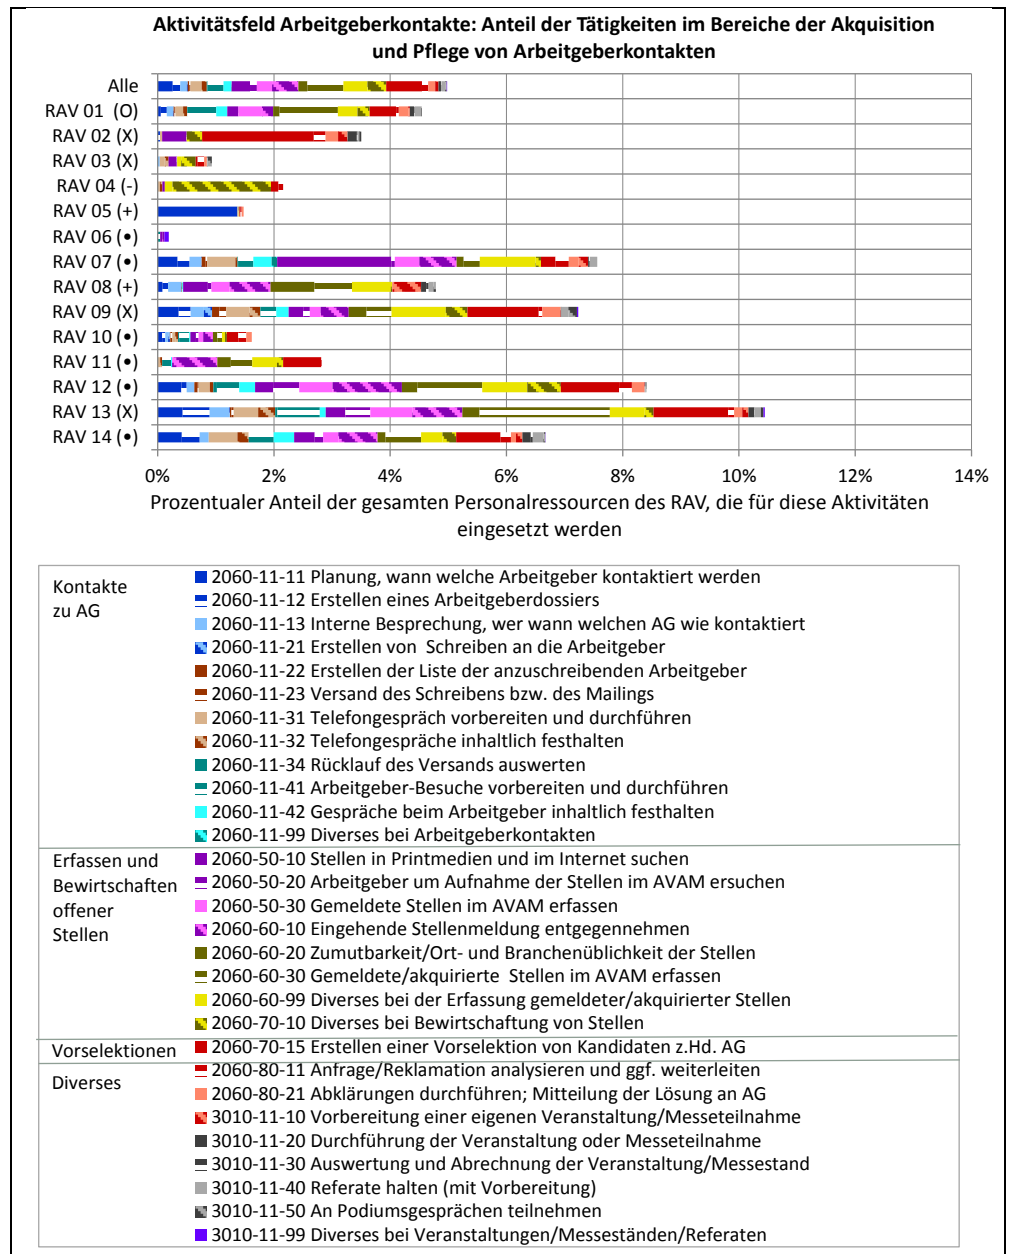 Aktivitätsfeld Arbeitgeberkontakte: Anteil der Tätigkeiten im Bereiche der Akquisition
und Pflege von Arbeitgeberkontakten
Alle
RAV 01 (O)
RAV 02 (X)
RAV 03 (X)
RAV 04 (-)
RAV 05 (+)
RAV 06 (•)
RAV 07 (•)
RAV 08 (+)
RAV 09 (X)
RAV 10 (•)
RAV 11 (•)
RAV 12 (•)
RAV 13 (X)
RAV 14 (•)
0% 2% 4% 6% 8% 10% 12% 14%
Prozentualer Anteil der gesamten Personalressourcen des RAV, die für diese Aktivitäten
eingesetzt werden
Kontakte
zu AG
2060-11-11 Planung, wann welche Arbeitgeber kontaktiert werden
2060-11-12 Erstellen eines Arbeitgeberdossiers
2060-11-13 Interne Besprechung, wer wann welchen AG wie kontaktiert
2060-11-21 Erstellen von Schreiben an die Arbeitgeber
2060-11-22 Erstellen der Liste der anzuschreibenden Arbeitgeber
2060-11-23 Versand des Schreibens bzw. des Mailings
2060-11-31 Telefongespräch vorbereiten und durchführen
2060-11-32 Telefongespräche inhaltlich festhalten
2060-11-34 Rücklauf des Versands auswerten
2060-11-41 Arbeitgeber-Besuche vorbereiten und durchführen
2060-11-42 Gespräche beim Arbeitgeber inhaltlich festhalten
2060-11-99 Diverses bei Arbeitgeberkontakten
Erfassen und
Bewirtschaften
offener
Stellen
2060-50-10 Stellen in Printmedien und im Internet suchen
2060-50-20 Arbeitgeber um Aufnahme der Stellen im AVAM ersuchen
2060-50-30 Gemeldete Stellen im AVAM erfassen
2060-60-10 Eingehende Stellenmeldung entgegennehmen
2060-60-20 Zumutbarkeit/Ort- und Branchenüblichkeit der Stellen
2060-60-30 Gemeldete/akquirierte Stellen im AVAM erfassen
2060-60-99 Diverses bei der Erfassung gemeldeter/akquirierter Stellen
2060-70-10 Diverses bei Bewirtschaftung von Stellen
Vorselektionen
2060-70-15 Erstellen einer Vorselektion von Kandidaten z.Hd. AG
Diverses
2060-80-11 Anfrage/Reklamation analysieren und ggf. weiterleiten
2060-80-21 Abklärungen durchführen; Mitteilung der Lösung an AG
3010-11-10 Vorbereitung einer eigenen Veranstaltung/Messeteilnahme
3010-11-20 Durchführung der Veranstaltung oder Messeteilnahme
3010-11-30 Auswertung und Abrechnung der Veranstaltung/Messestand
3010-11-40 Referate halten (mit Vorbereitung)
3010-11-50 An Podiumsgesprächen teilnehmen
3010-11-99 Diverses bei Veranstaltungen/Messeständen/Referaten